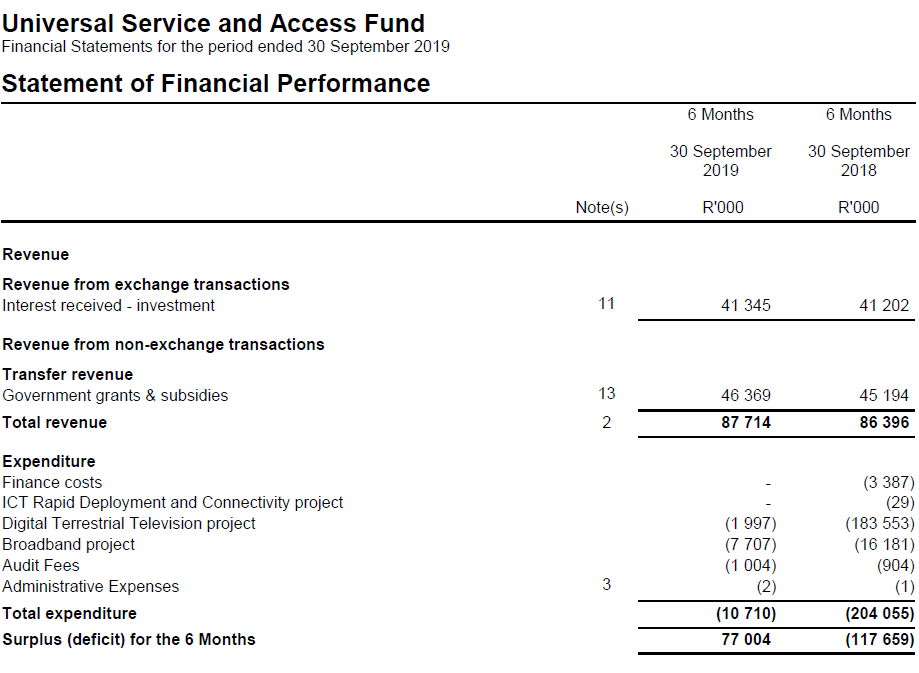 Universal Service and Access Fund
Financial Statements for the period ended 30 September 2019
Statement of Financial Performance
6 Months 6 Months
30 September 30 September
2019 2018
Note(s) R'000 R'000
Revenue
Revenue from exchange transactions
Interest received - investment 11 41 345 41 202
Revenue from non-exchange transactions
Transfer revenue
Government grants & subsidies 13 46 369 45 194
Total revenue 2 87 714 86 396
Expenditure
Finance costs - (3 387)
ICT Rapid Deployment and Connectivity project - (29)
Digital Terrestrial Television project (1 997) (183 553)
Broadband project (7 707) (16 181)
Audit Fees (1 004) (904)
Administrative Expenses 3 (2) (1)
Total expenditure (10 710) (204 055)
Surplus (deficit) for the 6 Months 77 004 (117 659)